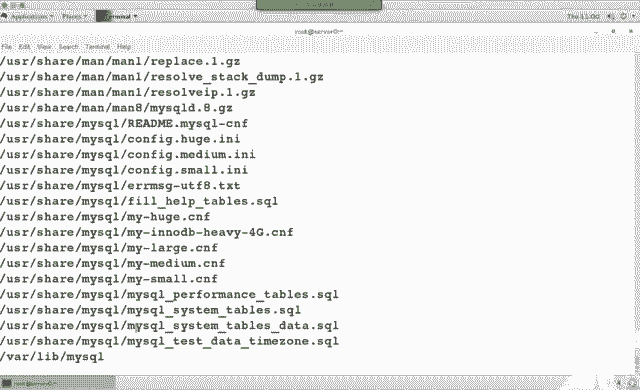 Applications Places Terminal Thu 11:00
root@server0:~
File Edit View Search Terminal Help
/usr/share/man/man1/replace.1.gz
/usr/share/man/man1/resolve_stack_dump.1.gz
/usr/share/man/man1/resolveip.1.gz
/usr/share/man/man8/mysqld.8.gz
/usr/share/mysql/README.mysql-cnf
/usr/share/mysql/config.huge.ini
/usr/share/mysql/config.medium.ini
/usr/share/mysql/config.small.ini
/usr/share/mysql/errmsg-utf8.txt
/usr/share/mysql/fill_help_tables.sql
/usr/share/mysql/my-huge.cnf
/usr/share/mysql/my-innodb-heavy-4G.cnf
/usr/share/mysql/my-large.cnf
/usr/share/mysql/my-medium.cnf
/usr/share/mysql/my-small.cnf
/usr/share/mysql/mysql_performance_tables.sql
/usr/share/mysql/mysql_system_tables.sql
/usr/share/mysql/mysql_system_tables_data.sql
/usr/share/mysql/mysql_test_data_timezone.sql
/var/lib/mysql
root@server0:~